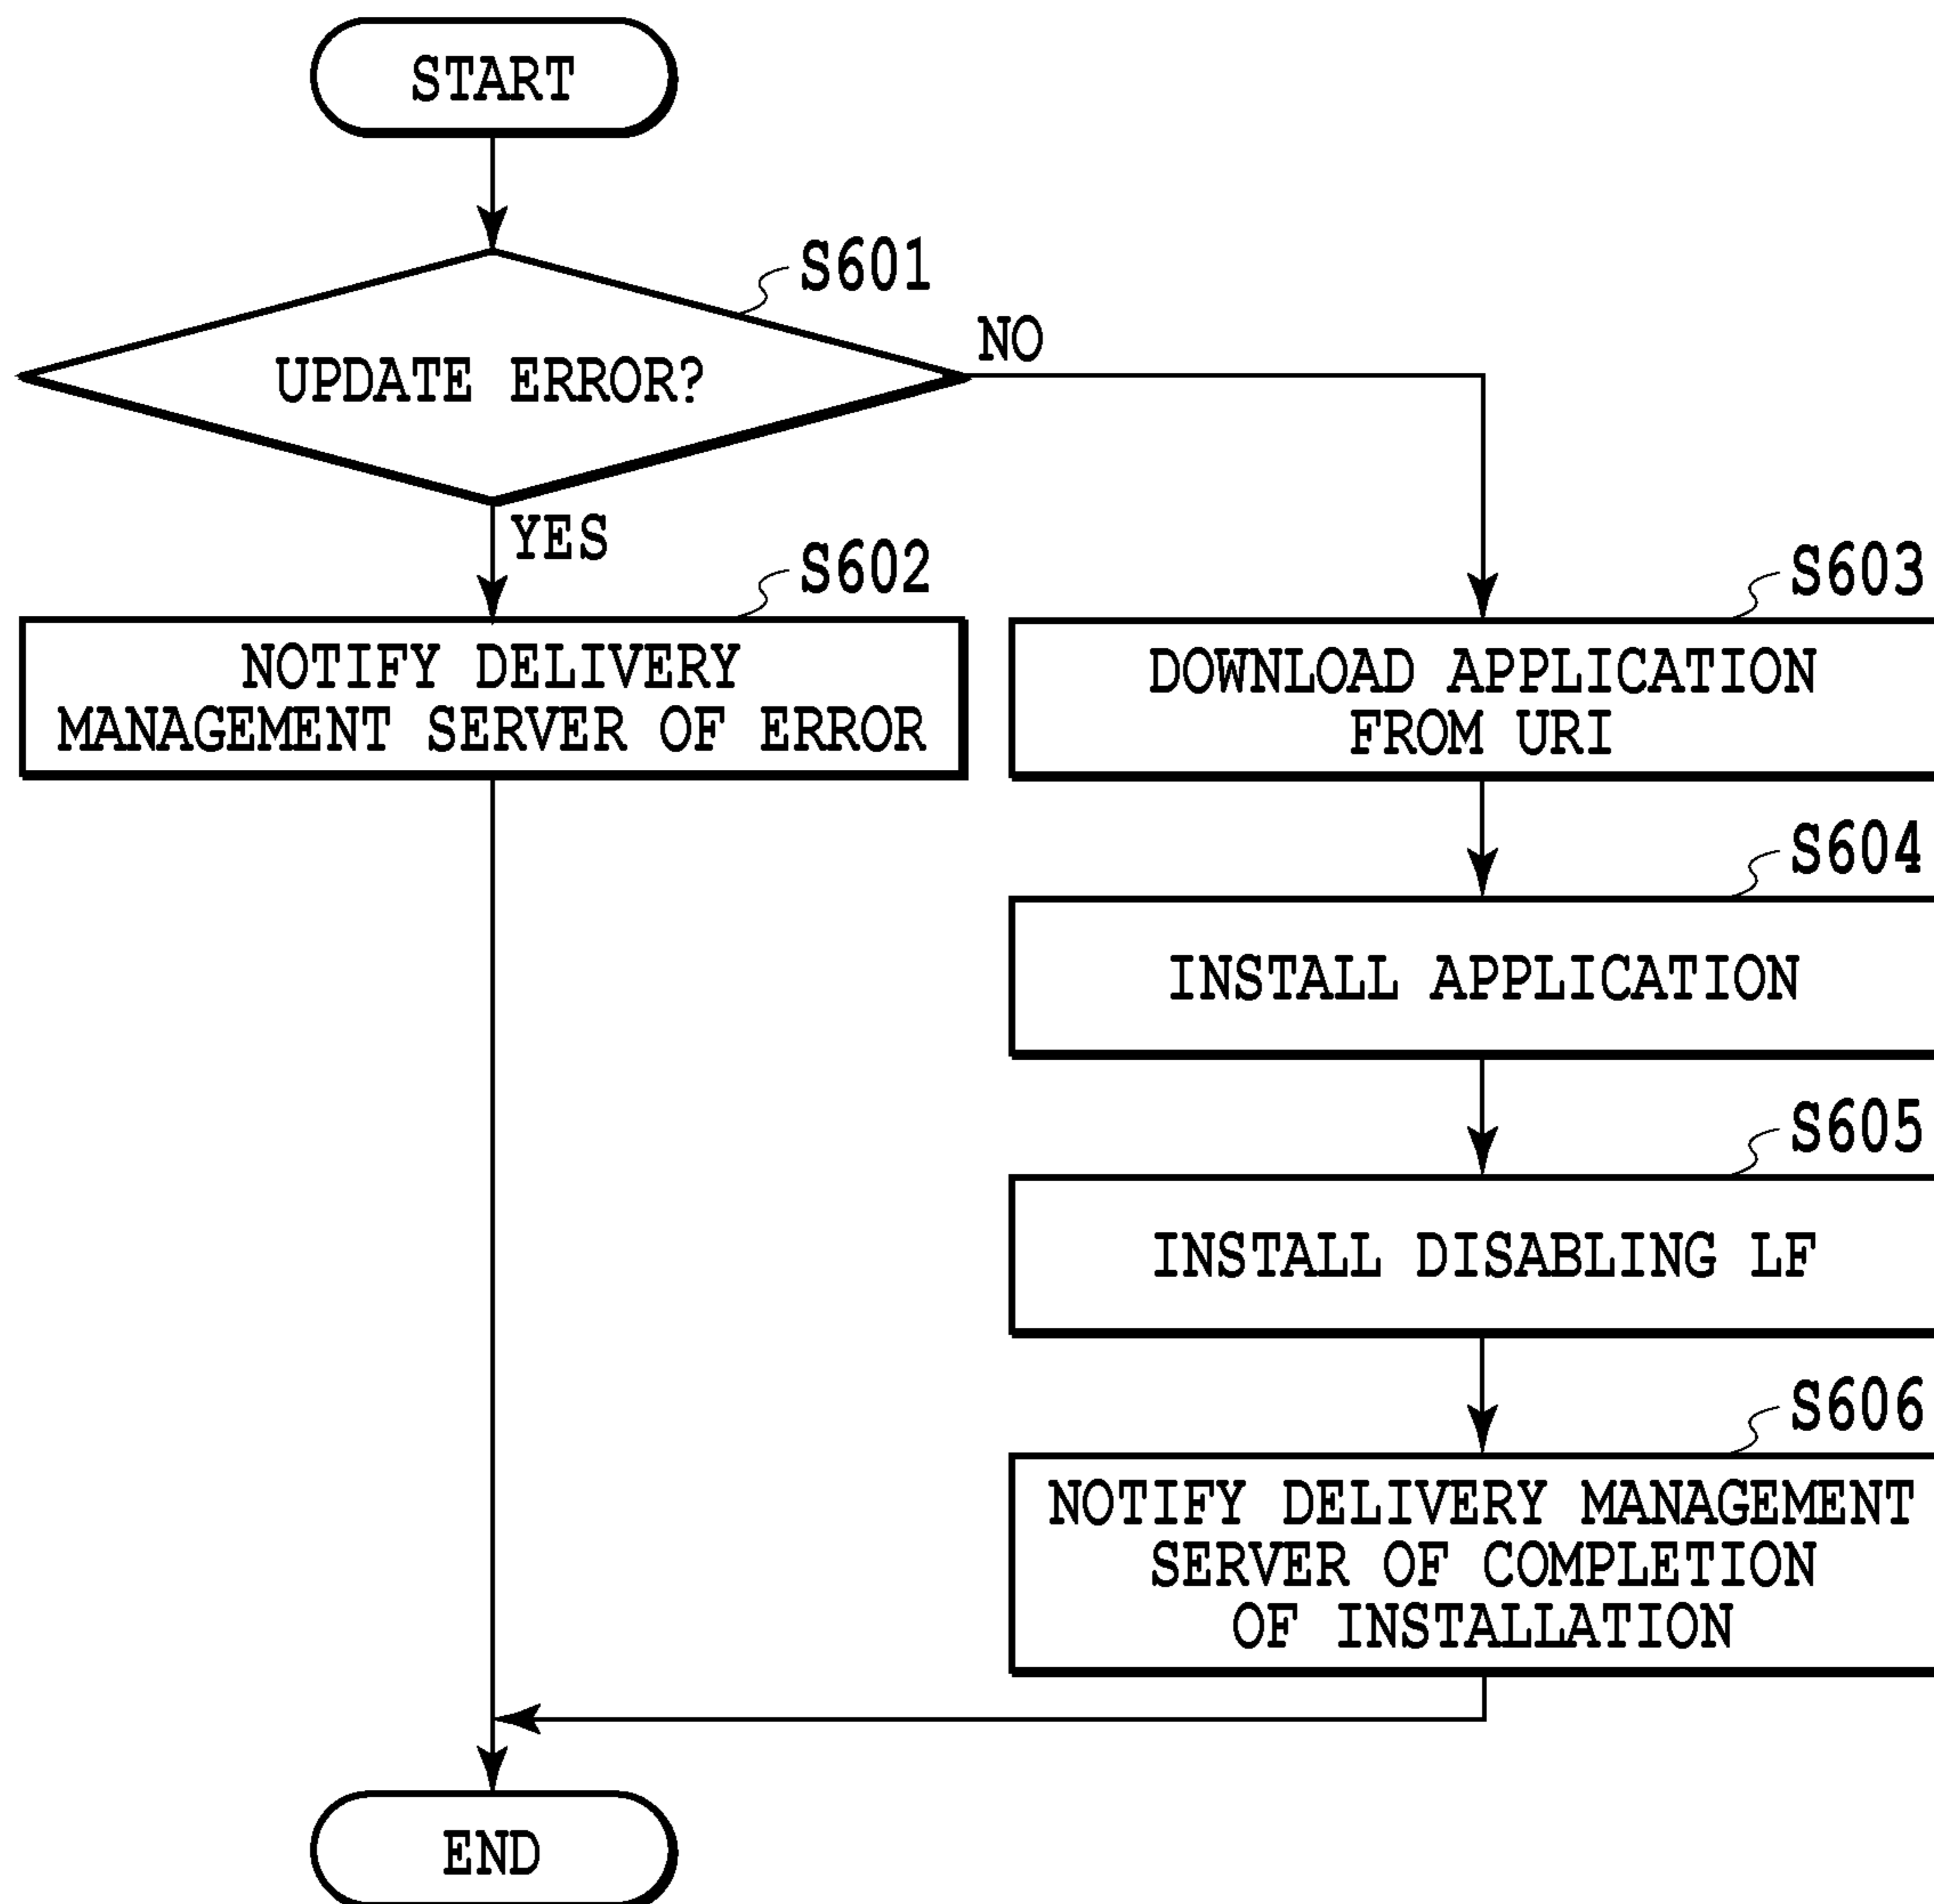 START
S601
UPDATE ERROR?
NO
YES
S602
NOTIFY DELIVERY
MANAGEMENT SERVER OF ERROR
S603
DOWNLOAD APPLICATION
FROM URI
S604
INSTALL APPLICATION
S605
INSTALL DISABLING LF
S606
NOTIFY DELIVERY MANAGEMENT
SERVER OF COMPLETION
OF INSTALLATION
END